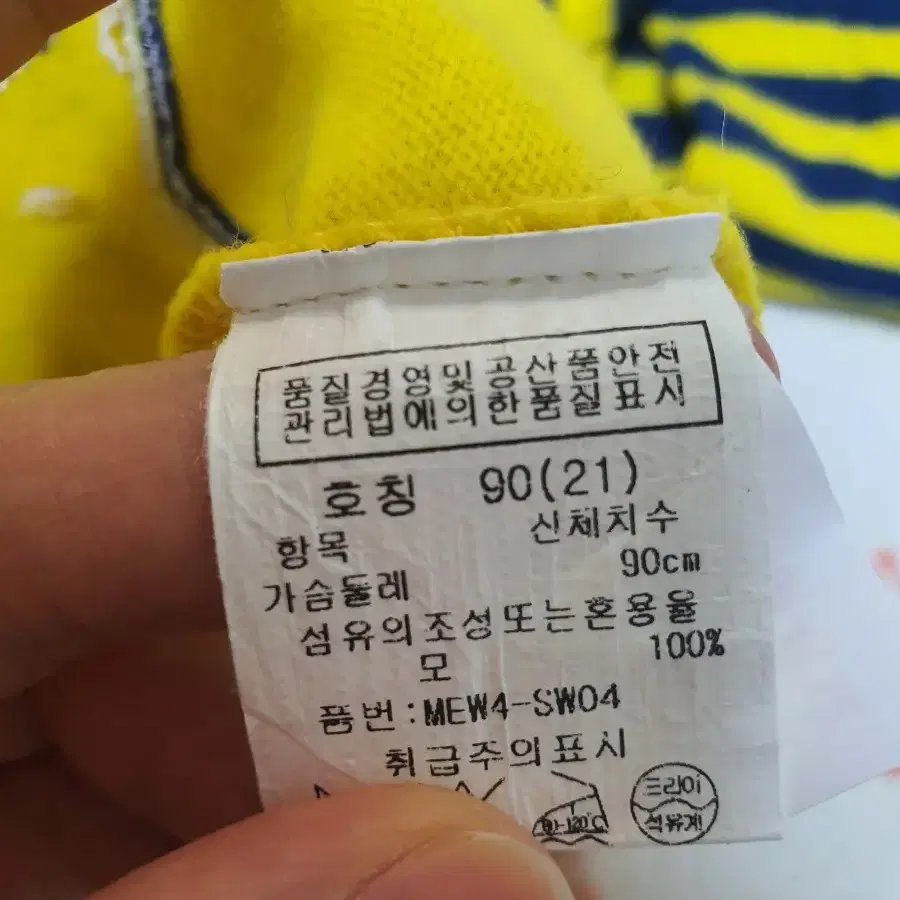 품질경영및공산품안전
관리법에의한품질표시
호칭 90(21)
항목 신체치수
가슴둘레 90cm
섬유의조성또는혼용율
모 100%
품번:MEW4-SW04
취급주의표시
드라이
석유계